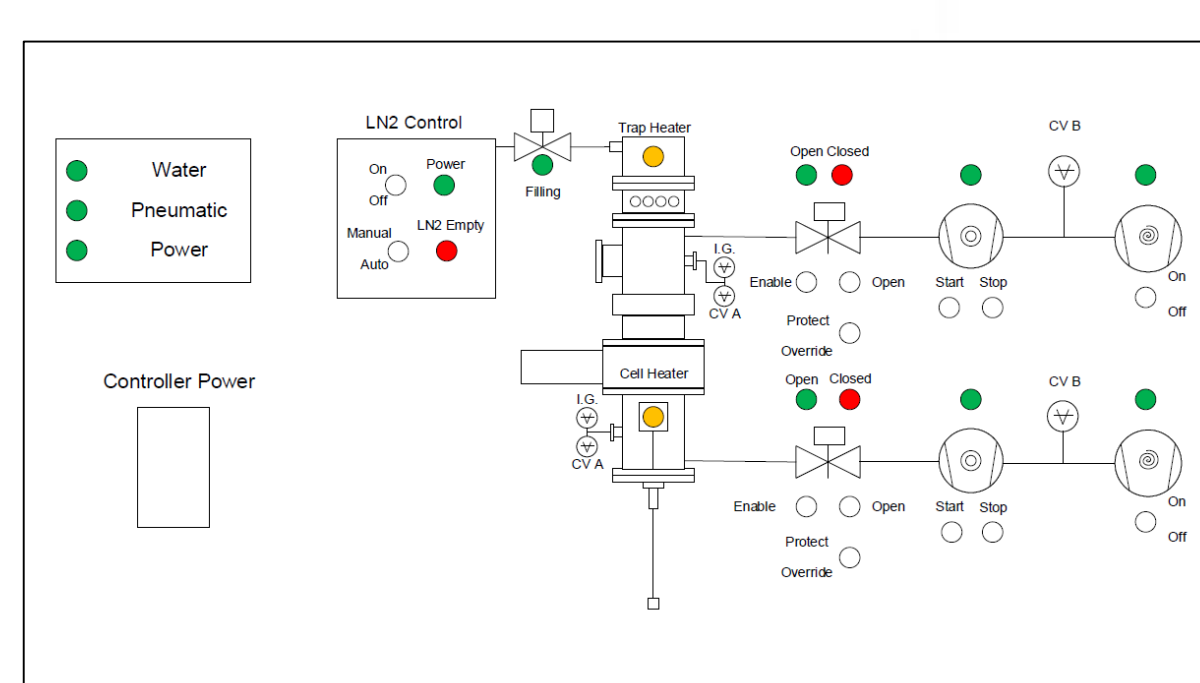 Water
Pneumatic
Power
Controller Power
LN2 Control
On
Off
Power
Manual
Auto
LN2 Empty
Filling
Trap Heater
I.G.
CV A
Cell Heater
I.G.
CV A
Open Closed
CV B
Enable
Open
Start Stop
On
Off
Protect
Override
Open Closed
CV B
Enable
Open
Start Stop
On
Off
Protect
Override